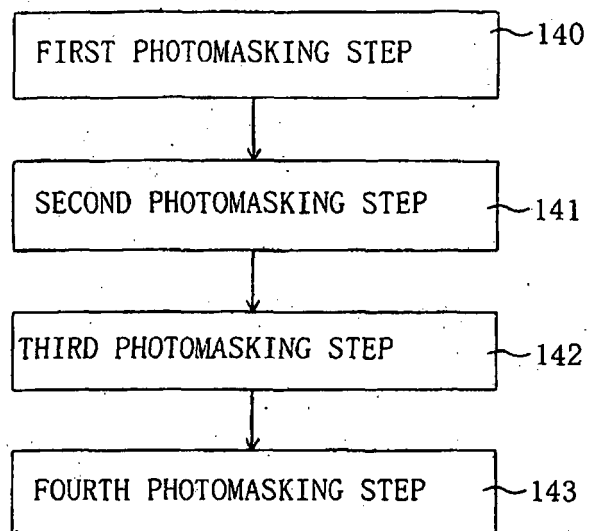 FIRST PHOTOMASKING STEP 140
SECOND PHOTOMASKING STEP 141
THIRD PHOTOMASKING STEP 142
FOURTH PHOTOMASKING STEP 143